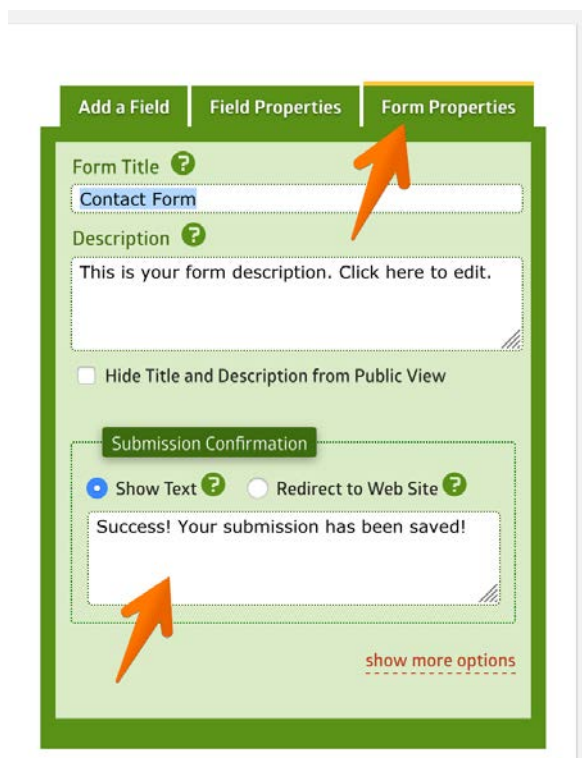 Add a Field Field Properties Form Properties
Form Title ?
Contact Form
Description ?
This is your form description. Click here to edit.
Hide Title and Description from Public View
Submission Confirmation
Show Text ? Redirect to Web Site ?
Success! Your submission has been saved!
show more options